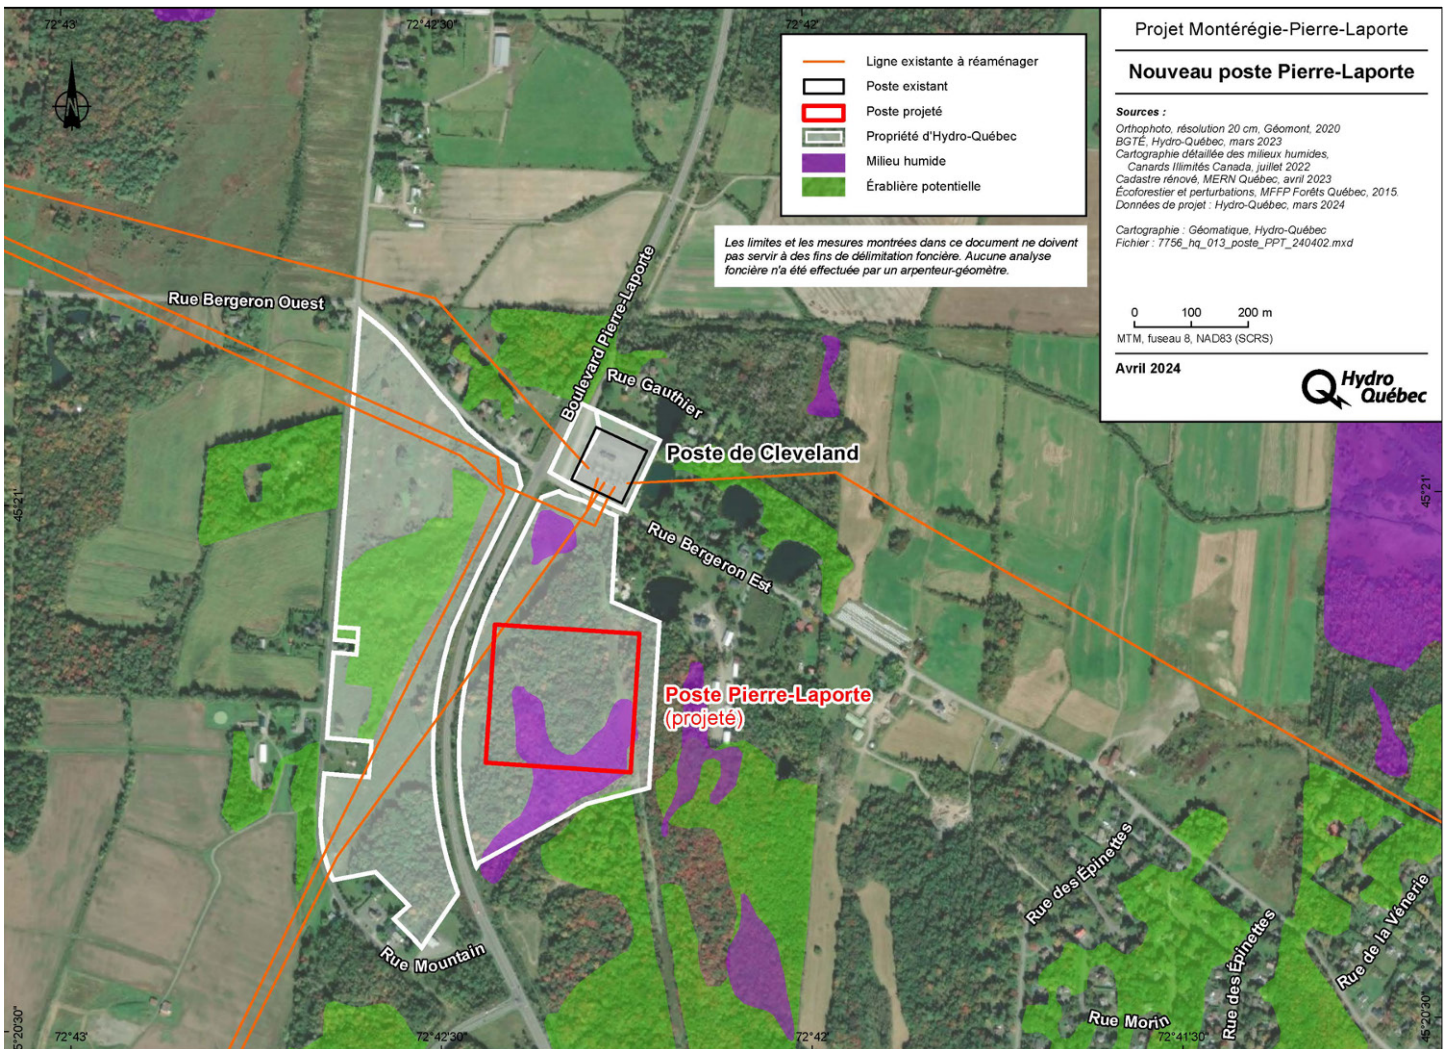 72°43'
72°42'30"
72°42'
Projet Montérégie-Pierre-Laporte
Nouveau poste Pierre-Laporte
Sources :
Orthophoto, résolution 20 cm, Géomont, 2020
BGTÉ, Hydro-Québec, mars 2023
Cartographie détaillée des milieux humides,
Canards Illimités Canada, juillet 2022
Cadastre rénové, MERN Québec, avril 2023
Écoforestier et perturbations, MFFP Forêts Québec, 2015.
Données de projet : Hydro-Québec, mars 2024
Cartographie : Géomatique, Hydro-Québec
Fichier : 7756_hq_013_poste_PPT_240402.mxd
0 100 200 m
MTM, fuseau 8, NAD83 (SCRS)
Avril 2024
Hydro
Québec
Ligne existante à réaménager
Poste existant
Poste projeté
Propriété d'Hydro-Québec
Milieu humide
Érablière potentielle
Les limites et les mesures montrées dans ce document ne doivent
pas servir à des fins de délimitation foncière. Aucune analyse
foncière n'a été effectuée par un arpenteur-géomètre.
N
Rue Bergeron Ouest
Boulevard Pierre-Laporte
Rue Gauthier
Poste de Cleveland
45°21'
45°21'
Rue Bergeron Est
Poste Pierre-Laporte
(projeté)
Rue des Épinettes
Rue de la Vénerie
Rue Mountain
Rue des Épinettes
Rue Morin
5°20'30"
45°20'30"
72°43'
72°42'30"
72°42'
72°41'30"